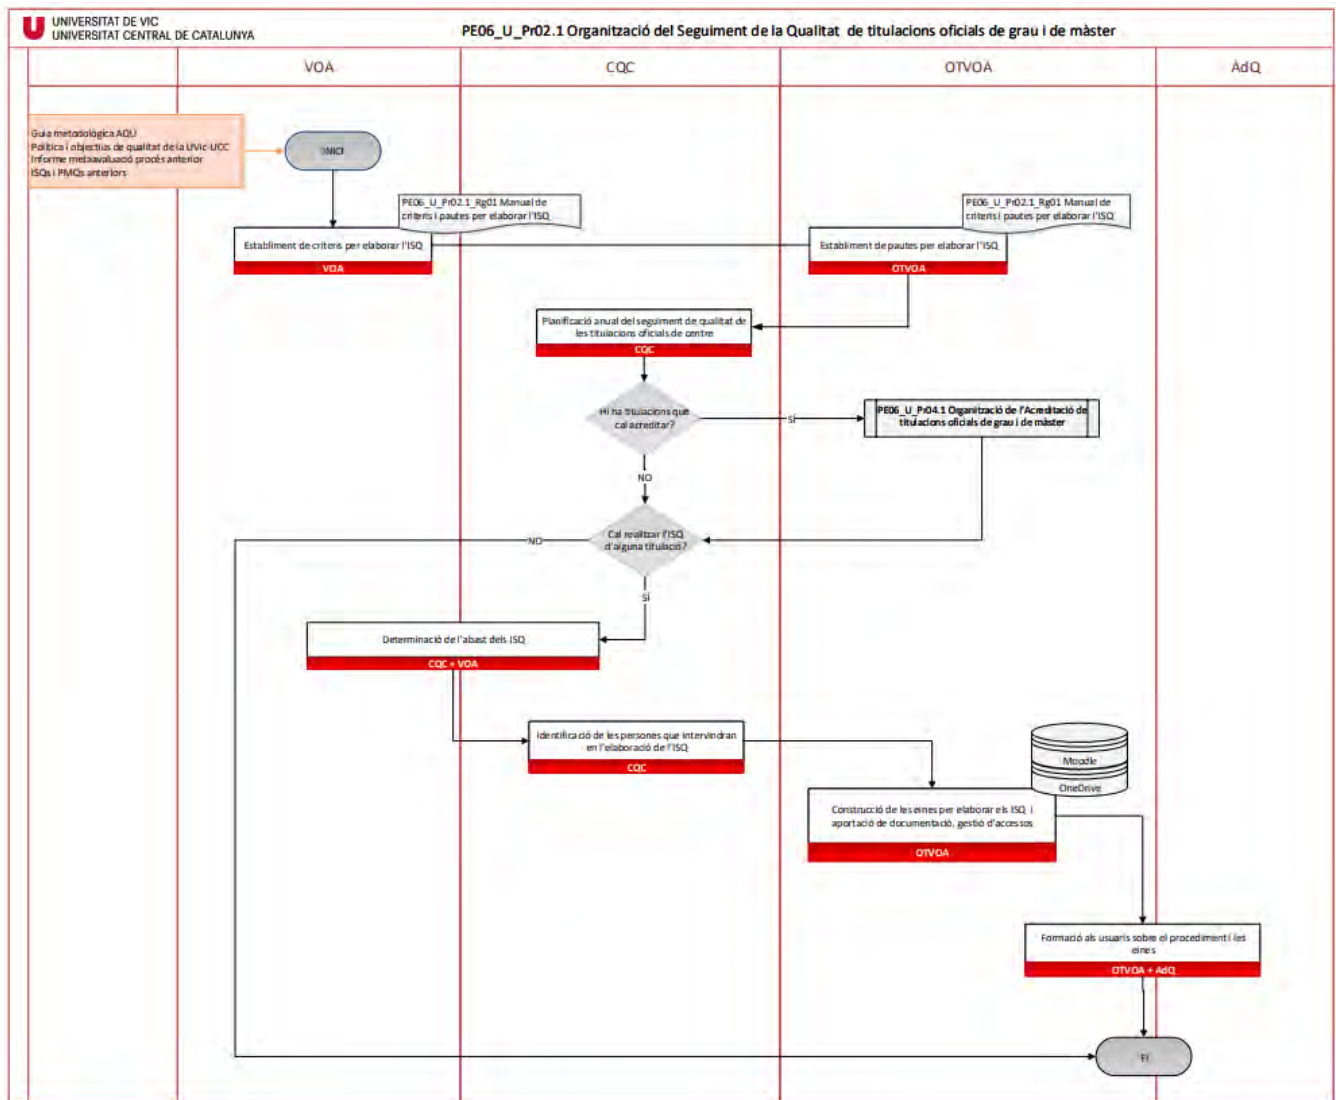 UNIVERSITAT DE VIC
UNIVERSITAT CENTRAL DE CATALUNYA
PE06_U_Pr02.1 Organització del Seguiment de la Qualitat de titulacions oficials de grau i de màster
VOA
CQC
OTVOA
AdQ
Guia metodològica AQU
Política i objectius de qualitat de la UVic-UCC
Informe metaavaluació procés anterior
ISQs i PMQs anteriors
INICI
PE06_U_Pr02.1_Rg01 Manual de
criteris i pautes per elaborar l'ISQ
PE06_U_Pr02.1_Rg01 Manual de
criteris i pautes per elaborar l'ISQ
Establiment de criteris per elaborar l'ISQ
VOA
Establiment de pautes per elaborar l'ISQ
OTVOA
Planificació anual del seguiment de qualitat de
les titulacions oficials de centre
CQC
Hi ha titulacions que
cal acreditar?
SÍ
PE06_U_Pr04.1 Organització de l'Acreditació de
titulacions oficials de grau i de màster
NO
Cal realitzar l'ISQ
d'alguna titulació?
NO
SÍ
Determinació de l'abast dels ISQ
CQC + VOA
Identificació de les persones que intervindran
en l'elaboració de l'ISQ
CQC
Moodle
OneDrive
Construcció de les eines per elaborar els ISQ i
aportació de documentació, gestió d'accessos
OTVOA
Formació als usuaris sobre el procediment i les
eines
OTVOA + AdQ
FI